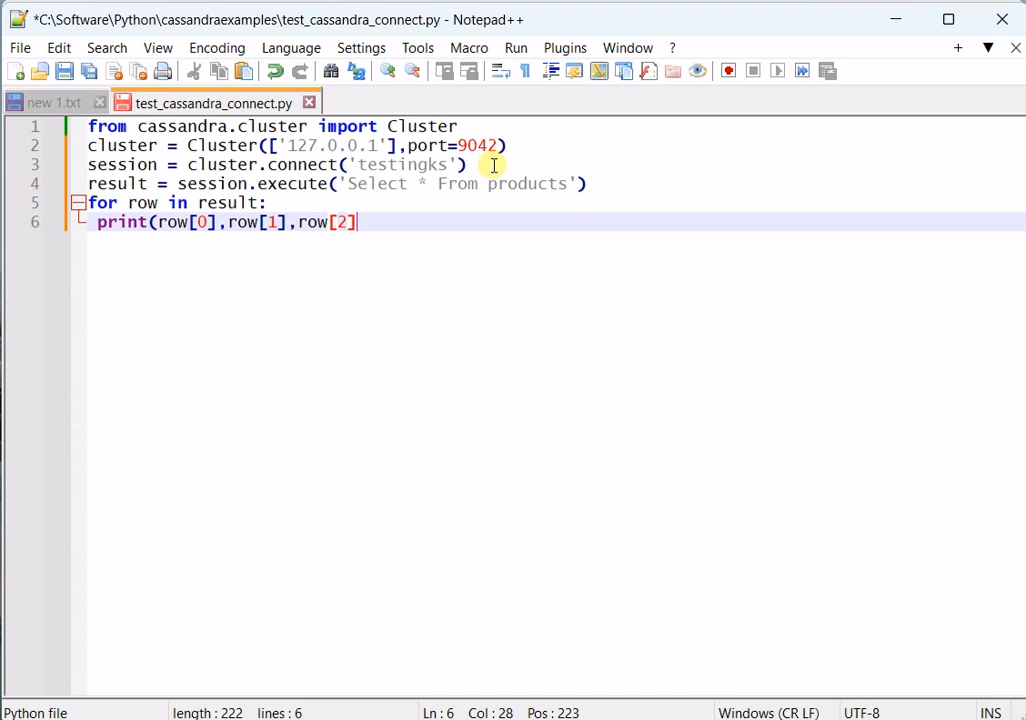 *C:\Software\Python\cassandraexamples\test_cassandra_connect.py - Notepad++
File Edit Search View Encoding Language Settings Tools Macro Run Plugins Window ?
new 1.txt test_cassandra_connect.py
1 from cassandra.cluster import Cluster
2 cluster = Cluster(['127.0.0.1'],port=9042)
3 session = cluster.connect('testingks')
4 result = session.execute('Select * From products')
5 for row in result:
6 print(row[0],row[1],row[2]
Python file length : 222 lines : 6 Ln : 6 Col : 28 Pos : 223 Windows (CR LF) UTF-8 INS